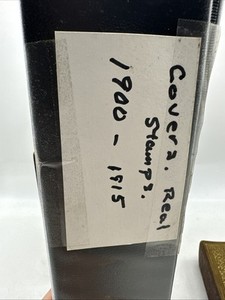 Covers. Real
Stamps.
1900 - 1915